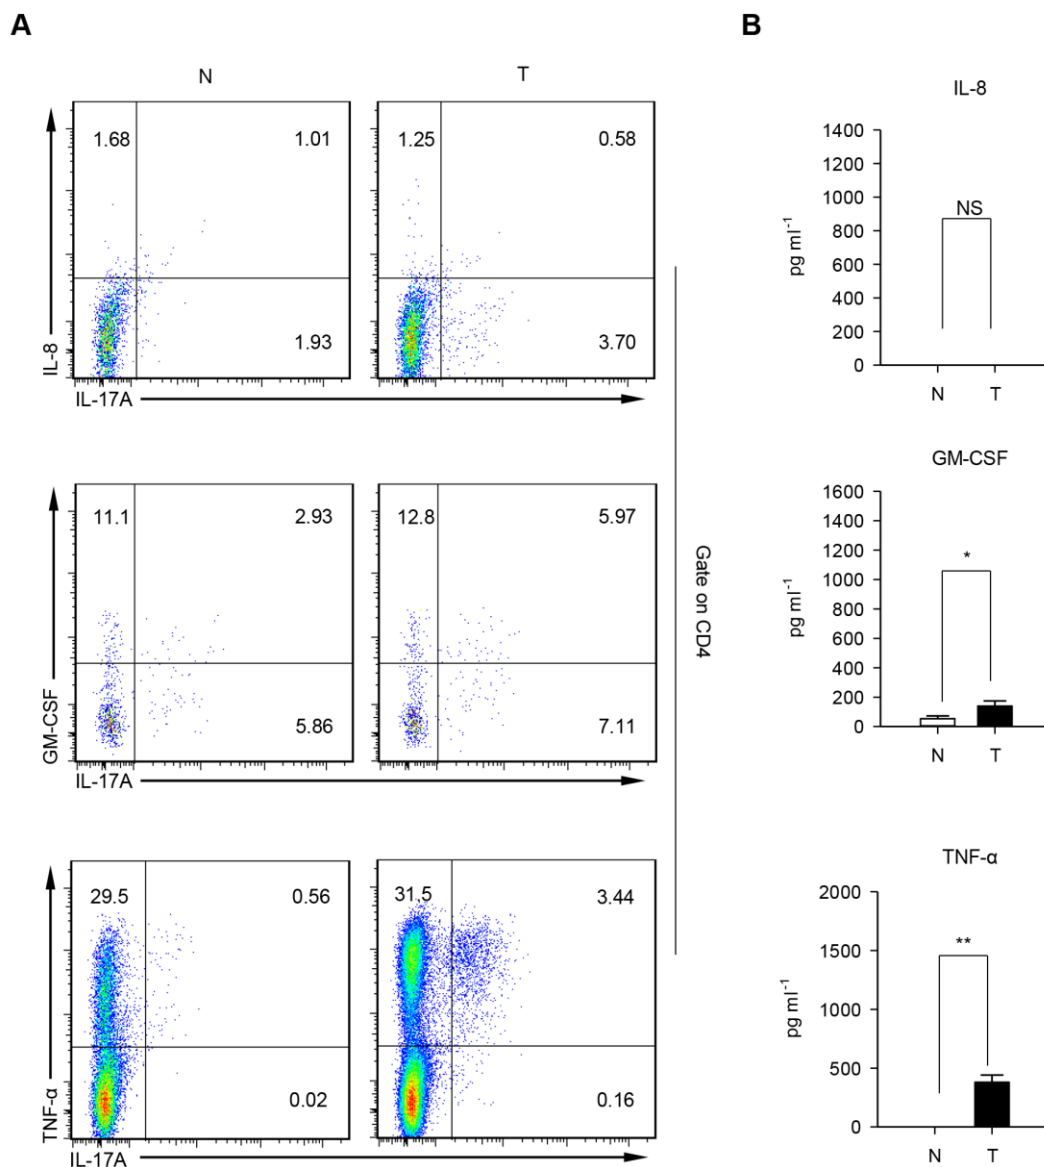 A
N
T
1.68
1.01
1.93
1.25
0.58
3.70
IL-8
IL-17A
11.1
2.93
5.86
12.8
5.97
7.11
GM-CSF
IL-17A
29.5
0.56
0.02
31.5
3.44
0.16
TNF-α
IL-17A
Gate on CD4
B
IL-8
1400
1200
1000
800
600
400
200
0
pg ml⁻¹
NS
N
T
GM-CSF
1600
1400
1200
1000
800
600
400
200
0
pg ml⁻¹
*
N
T
TNF-α
2000
1500
1000
500
0
pg ml⁻¹
**
N
T